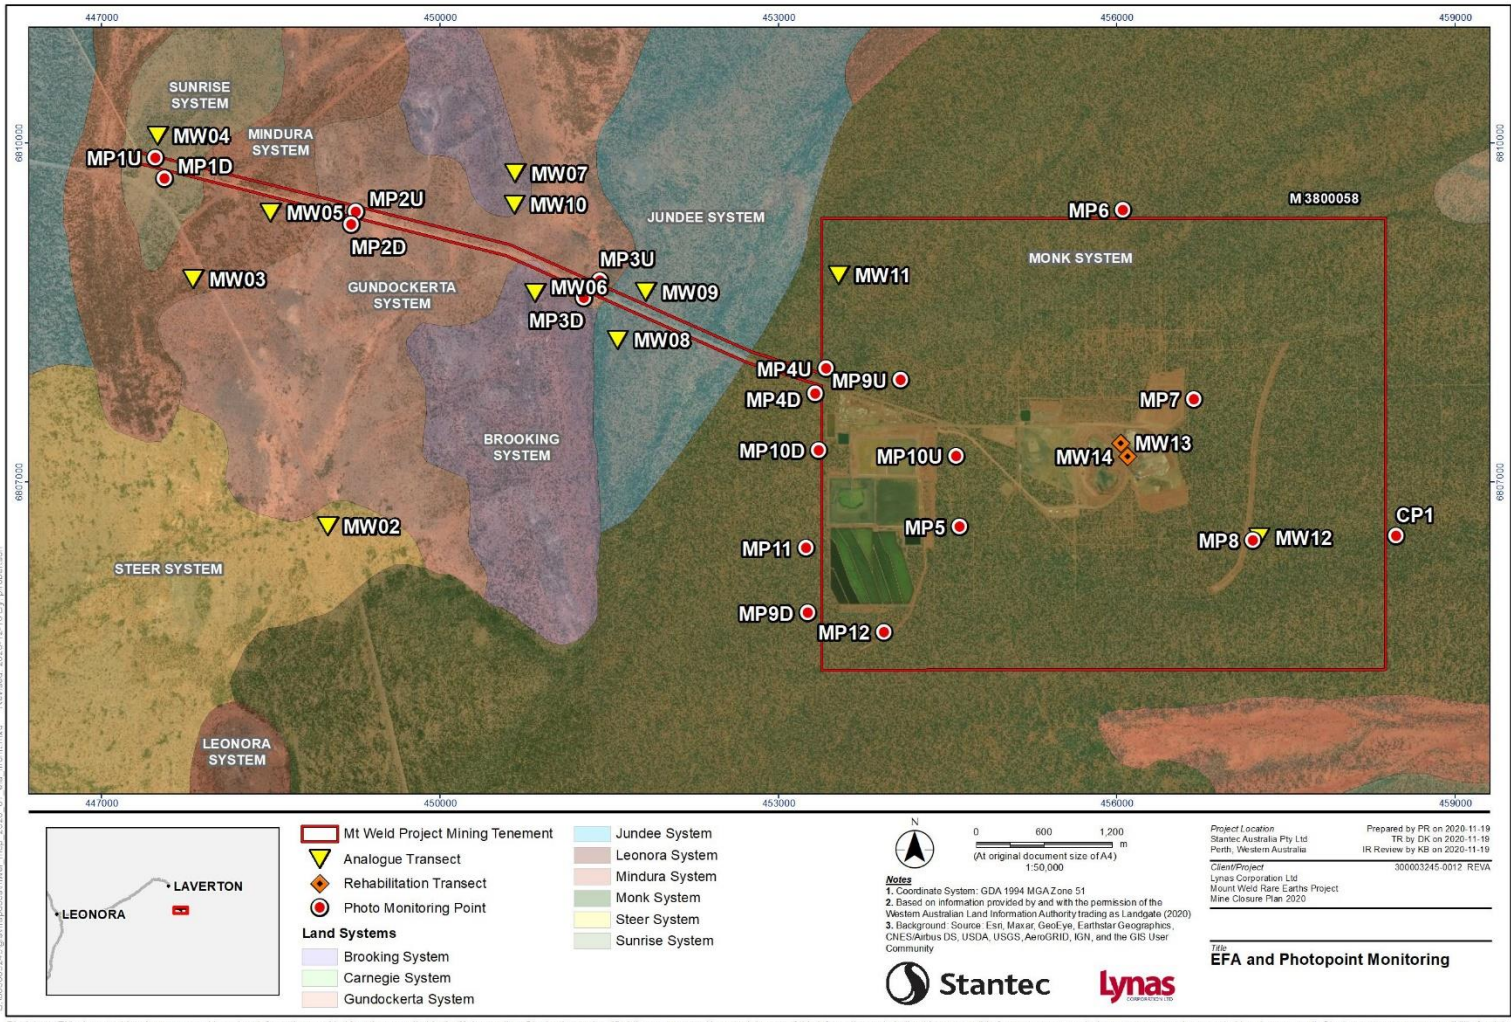 447000
450000
453000
456000
459000
6810000
6810000
6807000
6807000
SUNRISE
SYSTEM
MW04
MINDURA
SYSTEM
MP1U
MP1D
MW07
MP2U
MW05
MW10
MP2D
JUNDEE SYSTEM
MP6
M 3800058
MONK SYSTEM
MP3U
MW03
GUNDOCKERTA
SYSTEM
MW06
MW09
MW11
MP3D
MW08
MP4U
MP9U
MP4D
MP7
BROOKING
SYSTEM
MP10D
MP10U
MW14
MW13
MW02
MP5
CP1
MP11
MP8
MW12
STEER SYSTEM
MP9D
MP12
LEONORA
SYSTEM
447000
450000
453000
456000
459000
LAVERTON
LEONORA
Mt Weld Project Mining Tenement
Analogue Transect
Rehabilitation Transect
Photo Monitoring Point
Land Systems
Brooking System
Carnegie System
Gundockerta System
Jundee System
Leonora System
Mindura System
Monk System
Steer System
Sunrise System
N
0 600 1,200
m
(At original document size of A4)
1:50,000
Notes
1. Coordinate System: GDA 1994 MGA Zone 51
2. Based on information provided by and with the permission of the
Western Australian Land Information Authority trading as Landgate (2020)
3. Background: Source: Esri, Maxar, GeoEye, Earthstar Geographics,
CNES/Airbus DS, USDA, USGS, AeroGRID, IGN, and the GIS User
Community
Stantec
Lynas
CORPORATION LTD
Project Location
Stantec Australia Pty Ltd
Perth, Western Australia
Prepared by PR on 2020-11-19
TR by DK on 2020-11-19
IR Review by KB on 2020-11-19
Client/Project
300003245-0012 REVA
Lynas Corporation Ltd
Mount Weld Rare Earths Project
Mine Closure Plan 2020
Title
EFA and Photopoint Monitoring